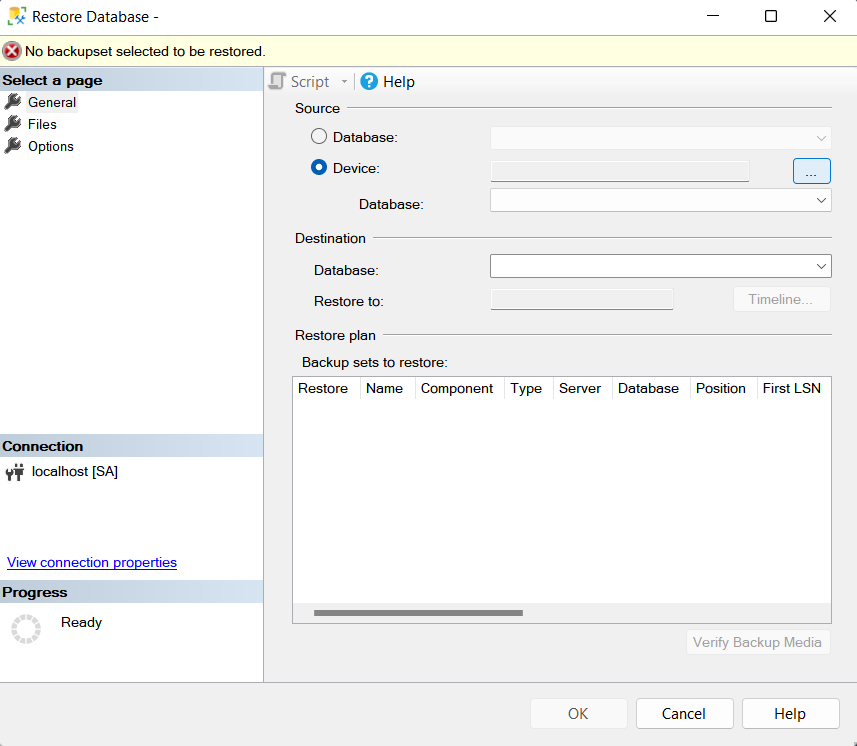 Restore Database -
No backupset selected to be restored.
Select a page
General
Files
Options
Connection
localhost [SA]
View connection properties
Progress
Ready
Script
Help
Source
Database:
Device:
...
Database:
Destination
Database:
Restore to:
Timeline...
Restore plan
Backup sets to restore:
Restore Name Component Type Server Database Position First LSN
Verify Backup Media
OK Cancel Help